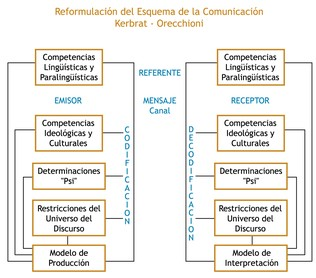 Reformulación del Esquema de la Comunicación
Kerbrat - Orecchioni
Competencias
Lingüísticas y
Paralingüísticas
REFERENTE
Competencias
Lingüísticas y
Paralingüísticas
EMISOR
MENSAJE
Canal
RECEPTOR
Competencias
Ideológicas y
Culturales
Determinaciones
"Psi"
Restricciones del
Universo del
Discurso
Modelo de
Producción
CODIFICACION
DECODIFICACION
Competencias
Ideológicas y
Culturales
Determinaciones
"Psi"
Restricciones del
Universo del
Discurso
Modelo de
Interpretación